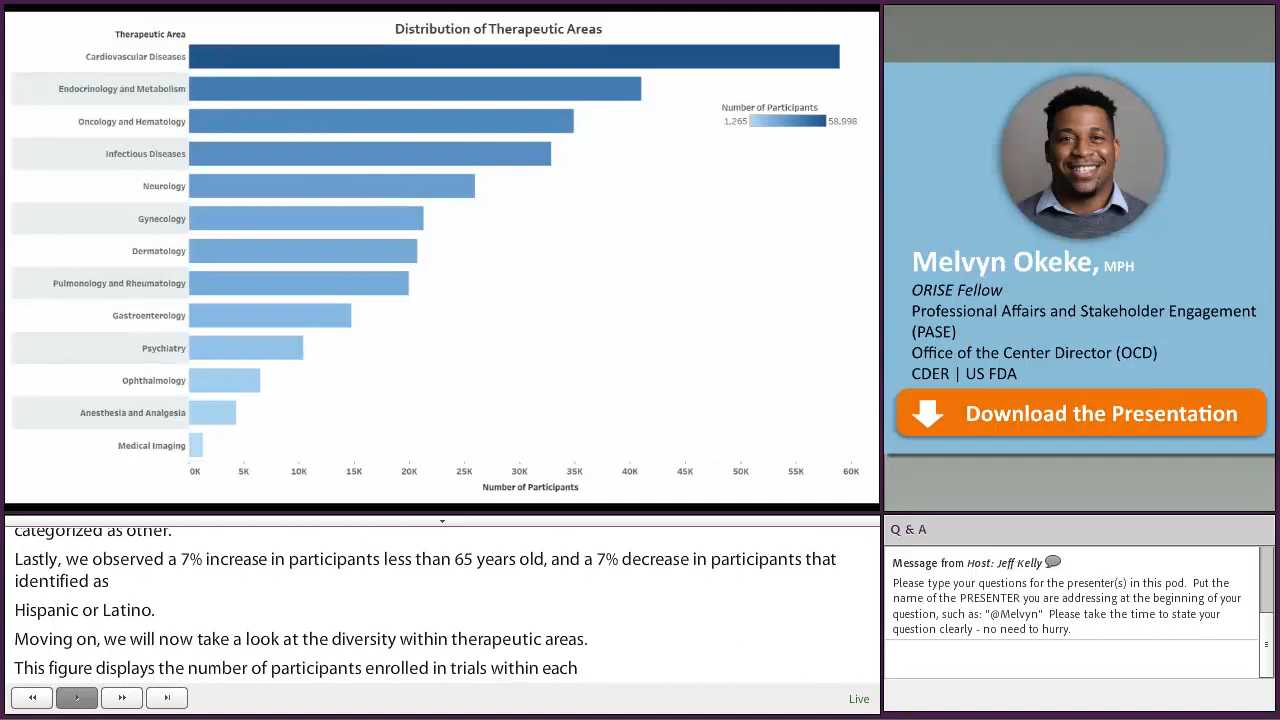 Distribution of Therapeutic Areas
Therapeutic Area
Cardiovascular Diseases
Endocrinology and Metabolism
Oncology and Hematology
Infectious Diseases
Neurology
Gynecology
Dermatology
Pulmonology and Rheumatology
Gastroenterology
Psychiatry
Ophthalmology
Anesthesia and Analgesia
Medical Imaging
Number of Participants
1,265 58,998
0K 5K 10K 15K 20K 25K 30K 35K 40K 45K 50K 55K 60K
Number of Participants
Melvyn Okeke, MPH
ORISE Fellow
Professional Affairs and Stakeholder Engagement
(PASE)
Office of the Center Director (OCD)
CDER | US FDA
Download the Presentation
categorized as other.
Lastly, we observed a 7% increase in participants less than 65 years old, and a 7% decrease in participants that
identified as
Hispanic or Latino.
Moving on, we will now take a look at the diversity within therapeutic areas.
This figure displays the number of participants enrolled in trials within each
Live
Q & A
Message from Host: Jeff Kelly
Please type your questions for the presenter(s) in this pod. Put the
name of the PRESENTER you are addressing at the beginning of your
question, such as: "@Melvyn" Please take the time to state your
question clearly - no need to hurry.